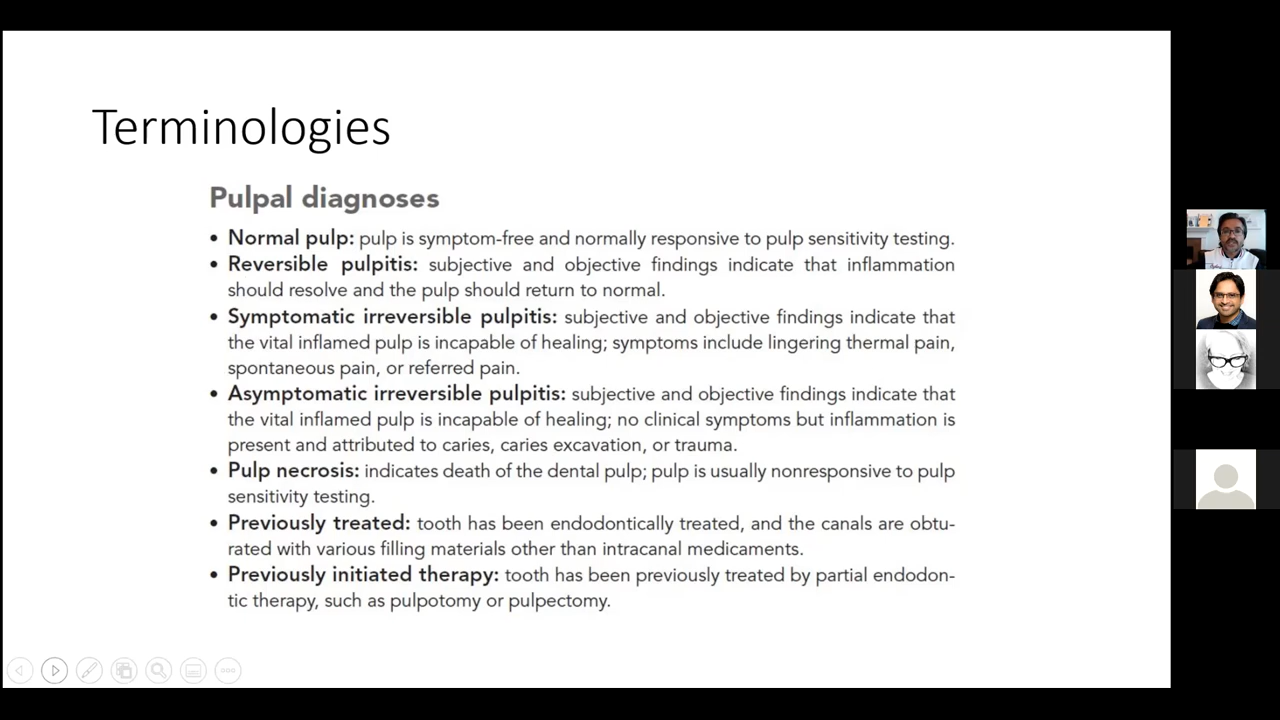 Terminologies
Pulpal diagnoses
• Normal pulp: pulp is symptom-free and normally responsive to pulp sensitivity testing.
• Reversible pulpitis: subjective and objective findings indicate that inflammation
should resolve and the pulp should return to normal.
• Symptomatic irreversible pulpitis: subjective and objective findings indicate that
the vital inflamed pulp is incapable of healing; symptoms include lingering thermal pain,
spontaneous pain, or referred pain.
• Asymptomatic irreversible pulpitis: subjective and objective findings indicate that
the vital inflamed pulp is incapable of healing; no clinical symptoms but inflammation is
present and attributed to caries, caries excavation, or trauma.
• Pulp necrosis: indicates death of the dental pulp; pulp is usually nonresponsive to pulp
sensitivity testing.
• Previously treated: tooth has been endodontically treated, and the canals are obtu-
rated with various filling materials other than intracanal medicaments.
• Previously initiated therapy: tooth has been previously treated by partial endodon-
tic therapy, such as pulpotomy or pulpectomy.